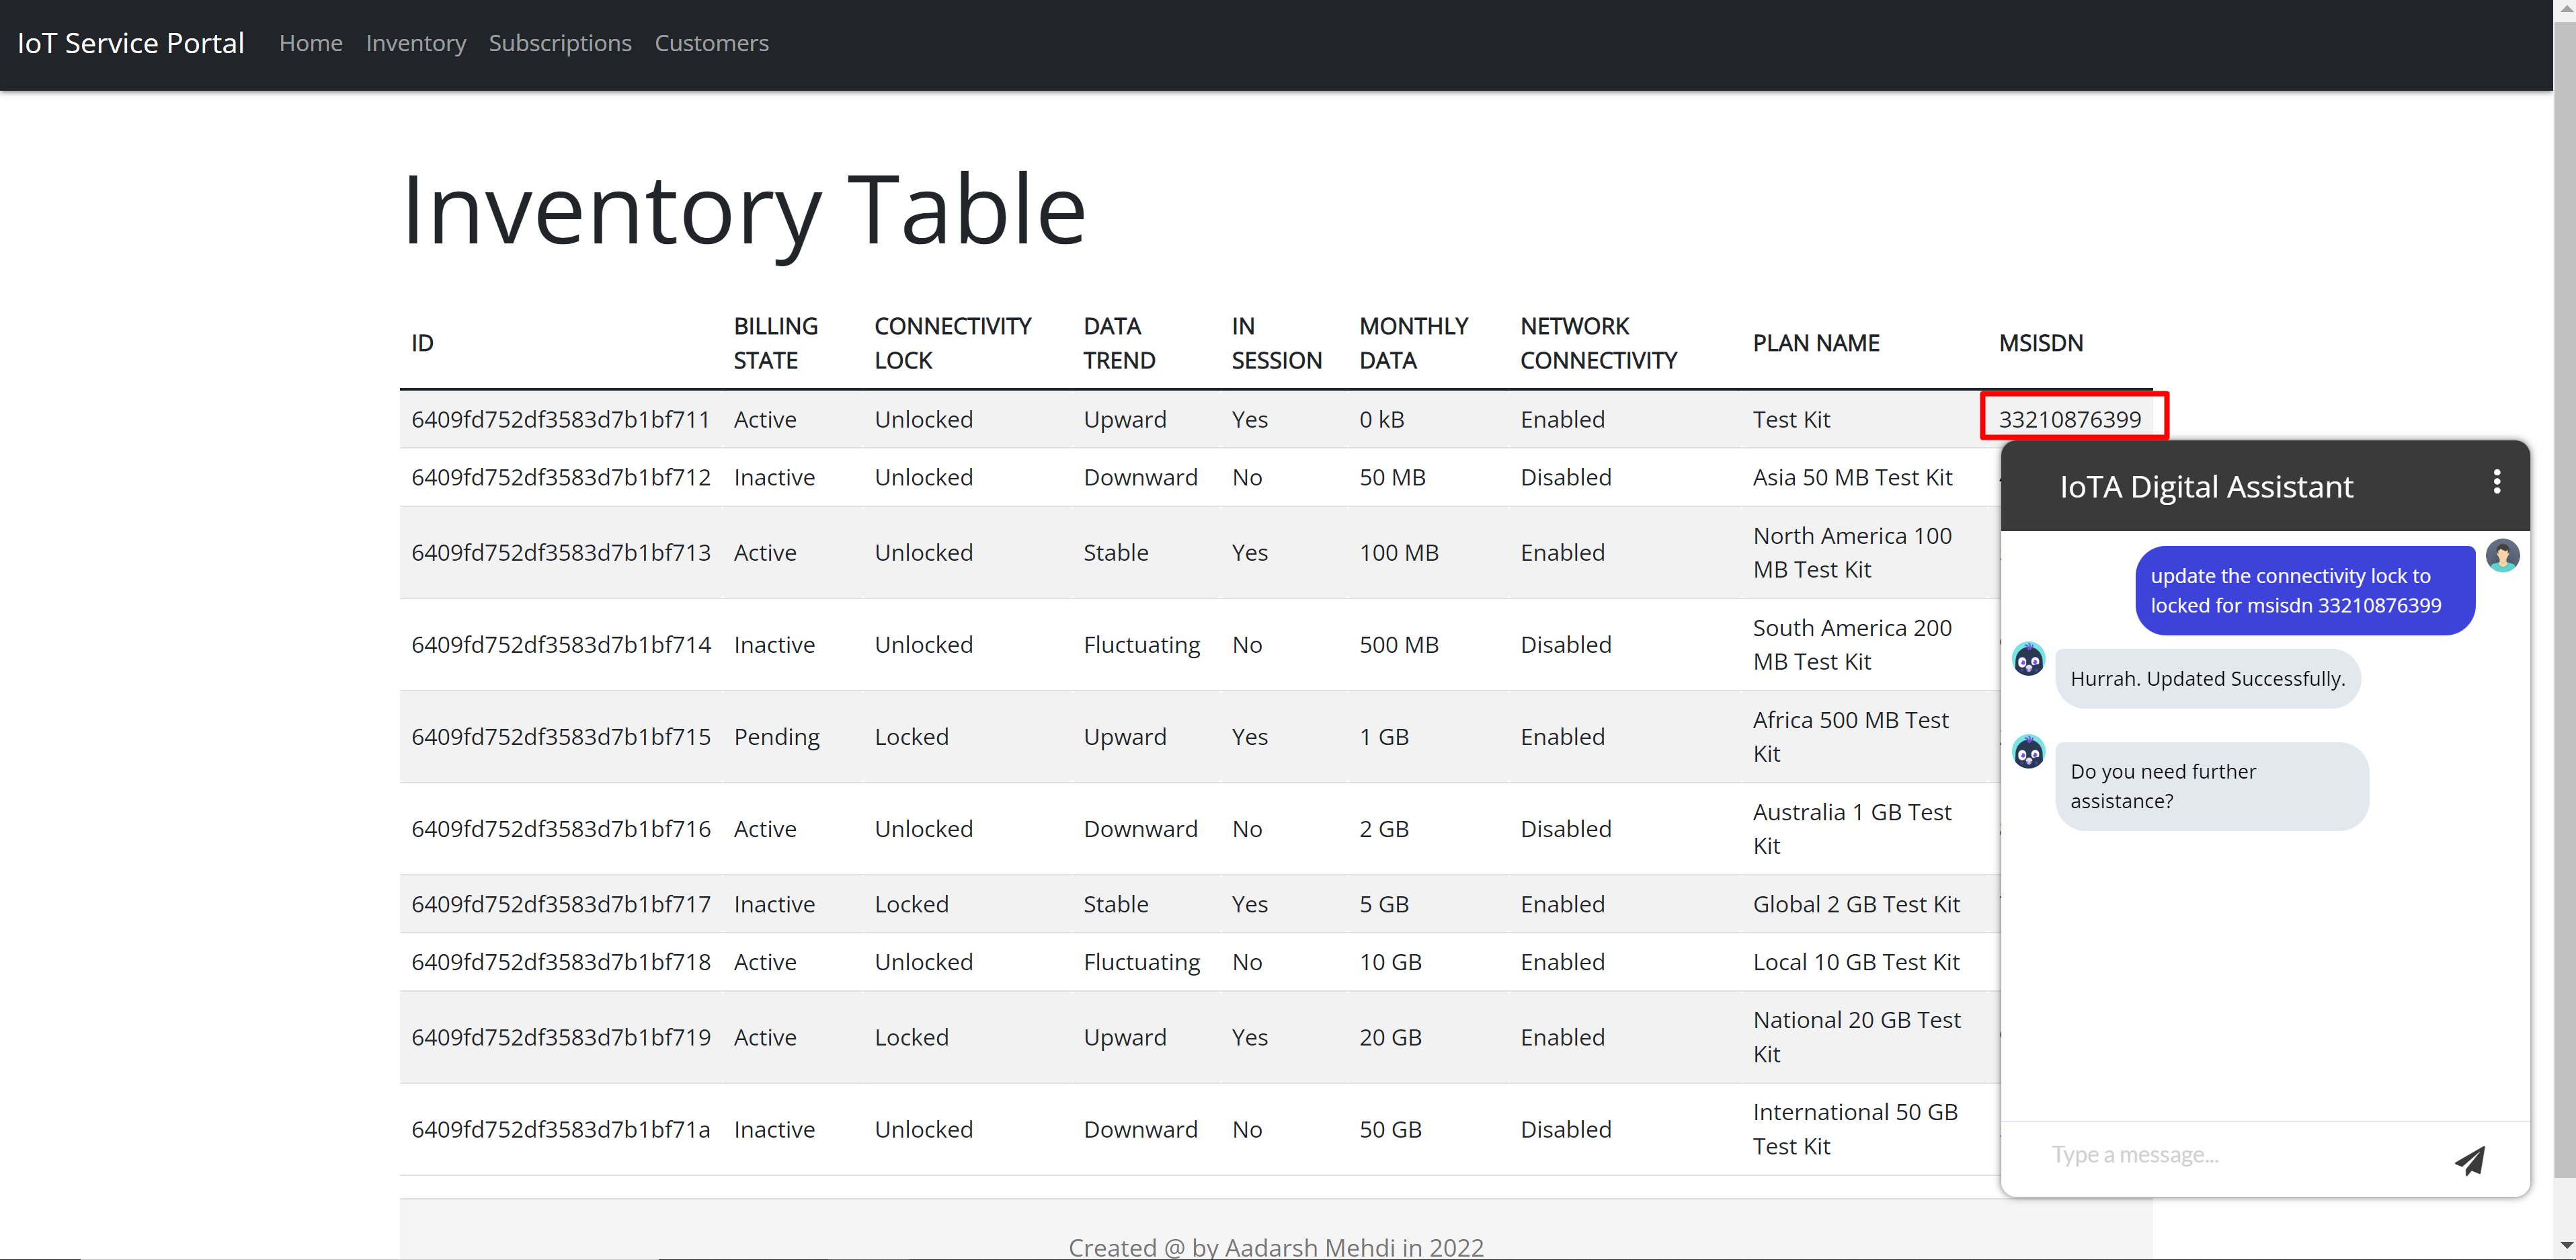 IoT Service Portal Home Inventory Subscriptions Customers
Inventory Table
ID BILLING STATE CONNECTIVITY LOCK DATA TREND IN SESSION MONTHLY DATA NETWORK CONNECTIVITY PLAN NAME MSISDN
6409fd752df3583d7b1bf711 Active Unlocked Upward Yes 0 kB Enabled Test Kit 33210876399
6409fd752df3583d7b1bf712 Inactive Unlocked Downward No 50 MB Disabled Asia 50 MB Test Kit
6409fd752df3583d7b1bf713 Active Unlocked Stable Yes 100 MB Enabled North America 100 MB Test Kit
6409fd752df3583d7b1bf714 Inactive Unlocked Fluctuating No 500 MB Disabled South America 200 MB Test Kit
6409fd752df3583d7b1bf715 Pending Locked Upward Yes 1 GB Enabled Africa 500 MB Test Kit
6409fd752df3583d7b1bf716 Active Unlocked Downward No 2 GB Disabled Australia 1 GB Test Kit
6409fd752df3583d7b1bf717 Inactive Locked Stable Yes 5 GB Enabled Global 2 GB Test Kit
6409fd752df3583d7b1bf718 Active Unlocked Fluctuating No 10 GB Enabled Local 10 GB Test Kit
6409fd752df3583d7b1bf719 Active Locked Upward Yes 20 GB Enabled National 20 GB Test Kit
6409fd752df3583d7b1bf71a Inactive Unlocked Downward No 50 GB Disabled International 50 GB Test Kit
Created @ by Aadarsh Mehdi in 2022
IoTA Digital Assistant
update the connectivity lock to
locked for msisdn 33210876399
Hurrah. Updated Successfully.
Do you need further
assistance?
Type a message...